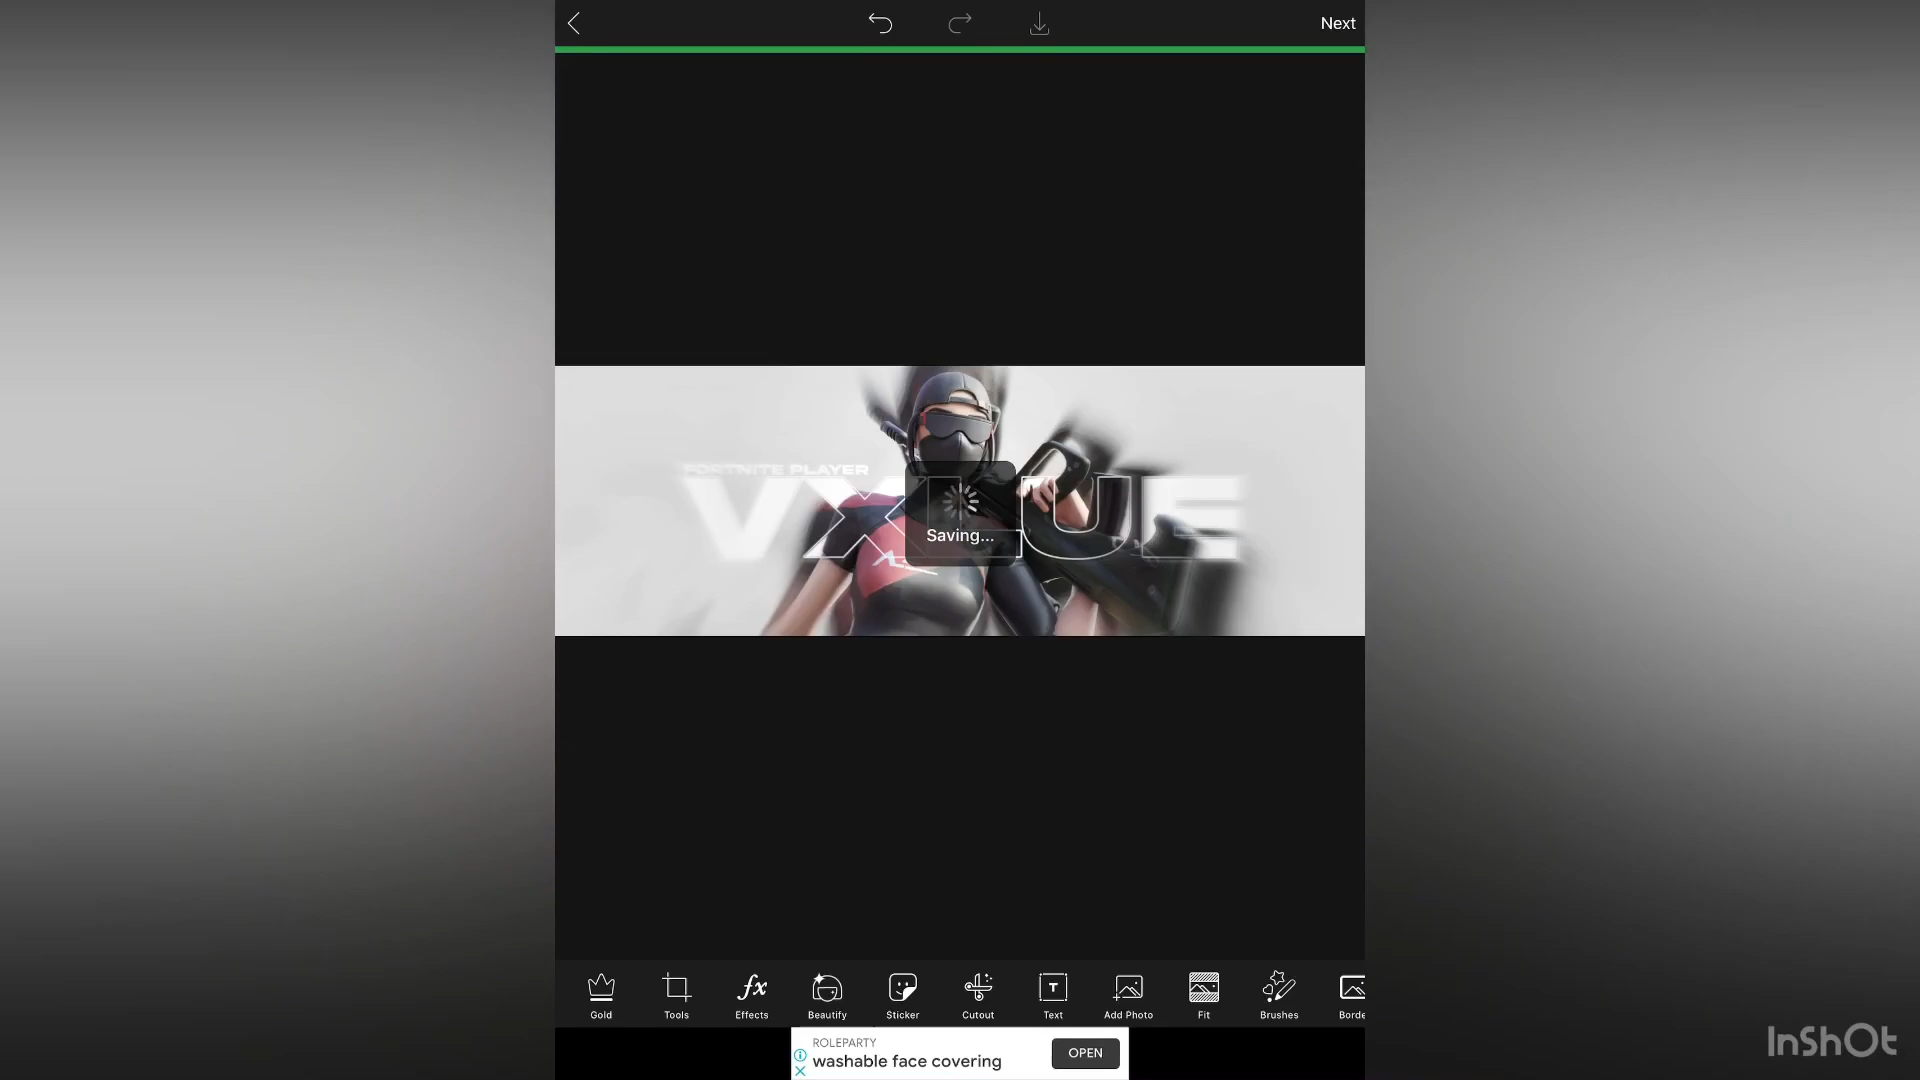 Next
FORTNITE PLAYER
Saving...
Gold
Tools
Effects
Beautify
Sticker
Cutout
Text
Add Photo
Fit
Brushes
Borde
ROLEPARTY
washable face covering
OPEN
InShOt